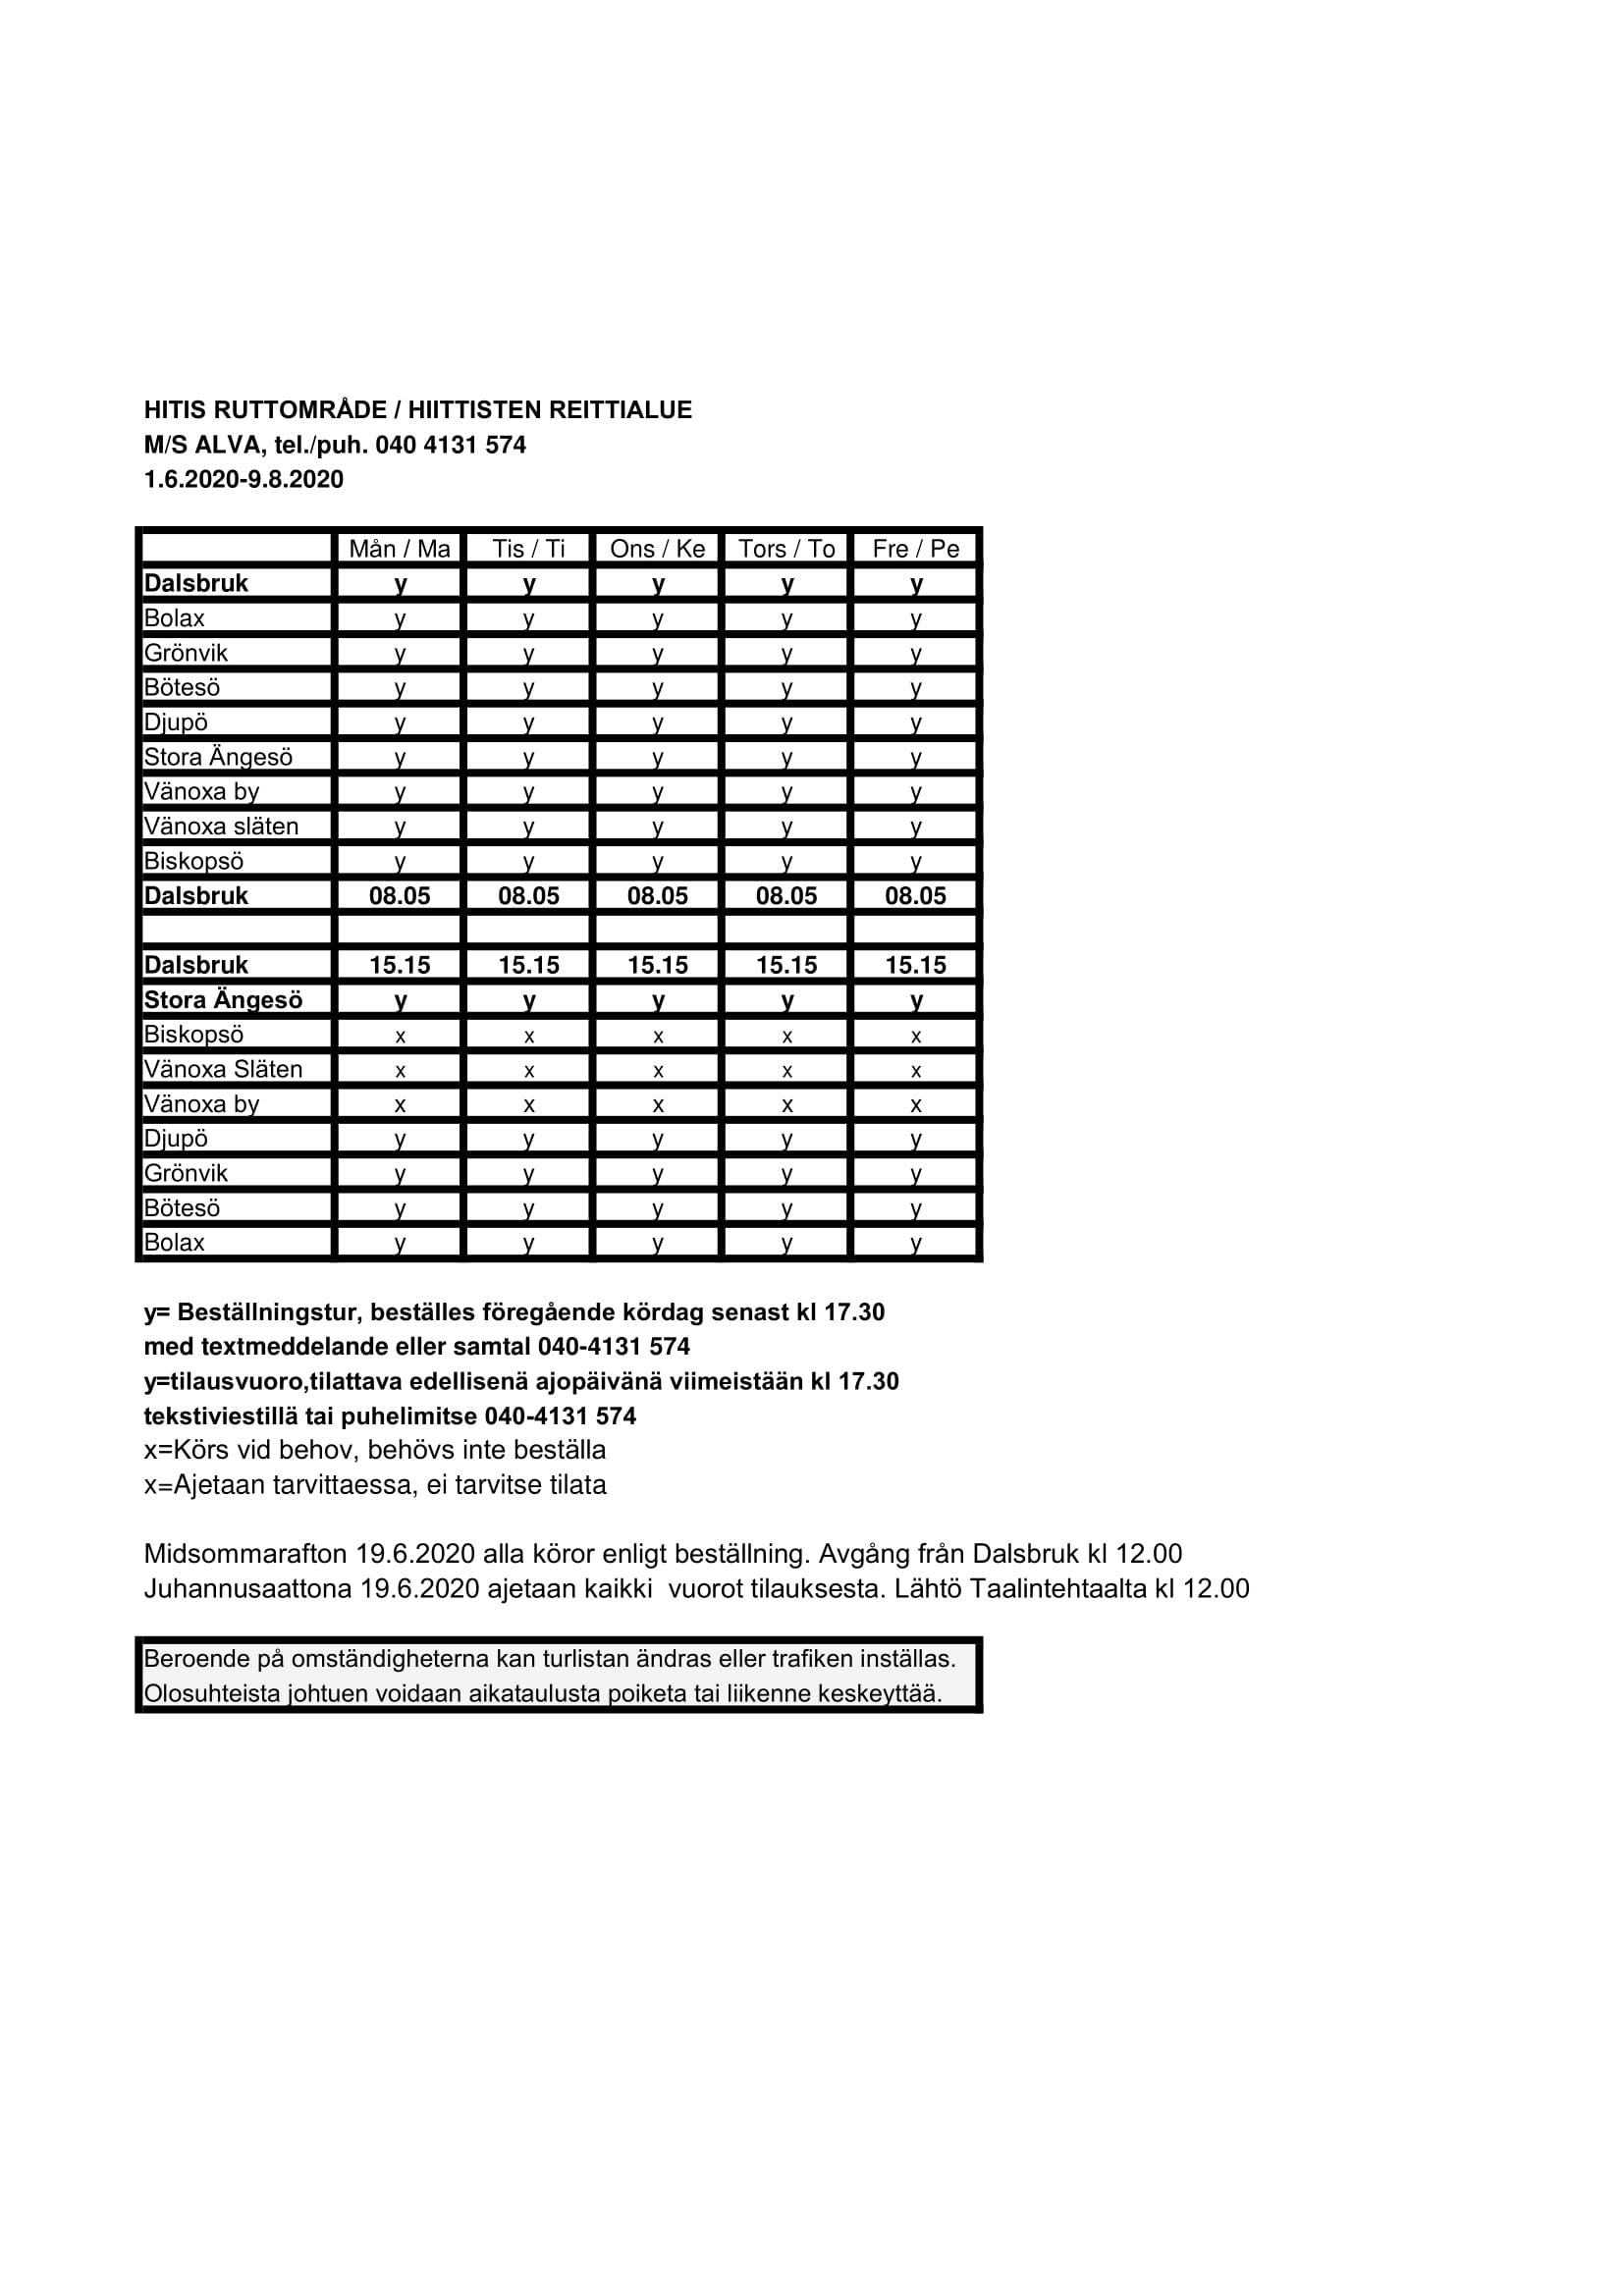 HITIS RUTTOMRÅDE / HIITTISTEN REITTIALUE
M/S ALVA, tel./puh. 040 4131 574
1.6.2020-9.8.2020
Mån / Ma Tis / Ti Ons / Ke Tors / To Fre / Pe
Dalsbruk y y y y y
Bolax y y y y y
Grönvik y y y y y
Bötesö y y y y y
Djupö y y y y y
Stora Ängesö y y y y y
Vänoxa by y y y y y
Vänoxa släten y y y y y
Biskopsö y y y y y
Dalsbruk 08.05 08.05 08.05 08.05 08.05
Dalsbruk 15.15 15.15 15.15 15.15 15.15
Stora Ängesö y y y y y
Biskopsö x x x x x
Vänoxa Släten x x x x x
Vänoxa by x x x x x
Djupö y y y y y
Grönvik y y y y y
Bötesö y y y y y
Bolax y y y y y
y= Beställningstur, beställes föregående kördag senast kl 17.30
med textmeddelande eller samtal 040-4131 574
y=tilausvuoro,tilattava edellisenä ajopäivänä viimeistään kl 17.30
tekstiviestillä tai puhelimitse 040-4131 574
x=Körs vid behov, behövs inte beställa
x=Ajetaan tarvittaessa, ei tarvitse tilata
Midsommarafton 19.6.2020 alla köror enligt beställning. Avgång från Dalsbruk kl 12.00
Juhannusaattona 19.6.2020 ajetaan kaikki  vuorot tilauksesta. Lähtö Taalintehtaalta kl 12.00
Beroende på omständigheterna kan turlistan ändras eller trafiken inställas.
Olosuhteista johtuen voidaan aikataulusta poiketa tai liikenne keskeyttää.